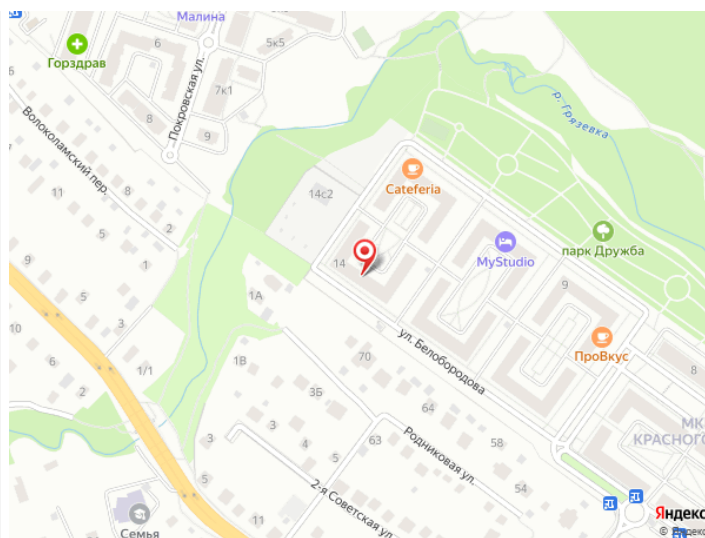 Малина
5к5
6
Горздрав
7к1
Покровская ул.
8
9
Волоколамский пер.
11
8
5
2
9
14с2
Cateferia
р. Грязевка
MyStudio
парк Дружба
14
9
1А
5
3
10
ул. Белобородова
ПроВкус
70
8
6
1В
1/1
2
3Б
64
МК
КРАСНОГО
3
4
3
63
58
Родниковая ул.
5
5
54
2-я Советская ул.
11
Семья
Яндекс
© Яндекс